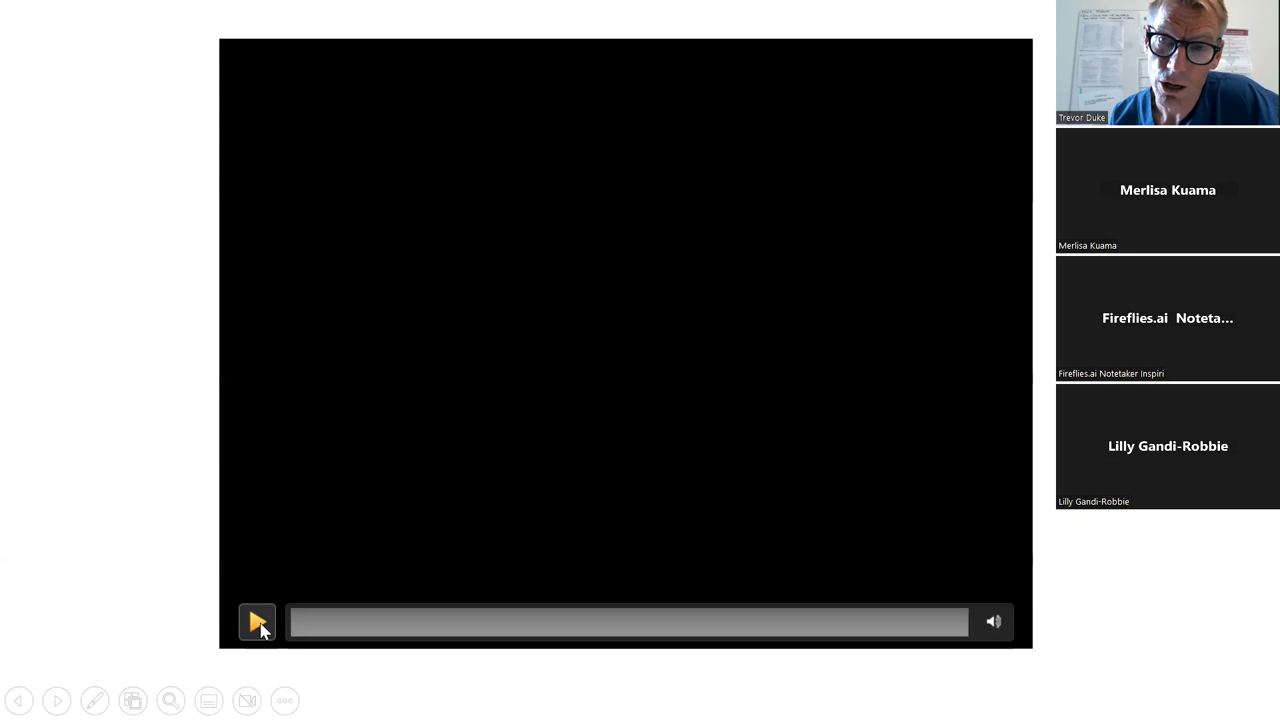 Trevor Duke
Merlisa Kuama
Merlisa Kuama
Fireflies.ai Noteta...
Fireflies.ai Notetaker Inspiri
Lilly Gandi-Robbie
Lilly Gandi-Robbie